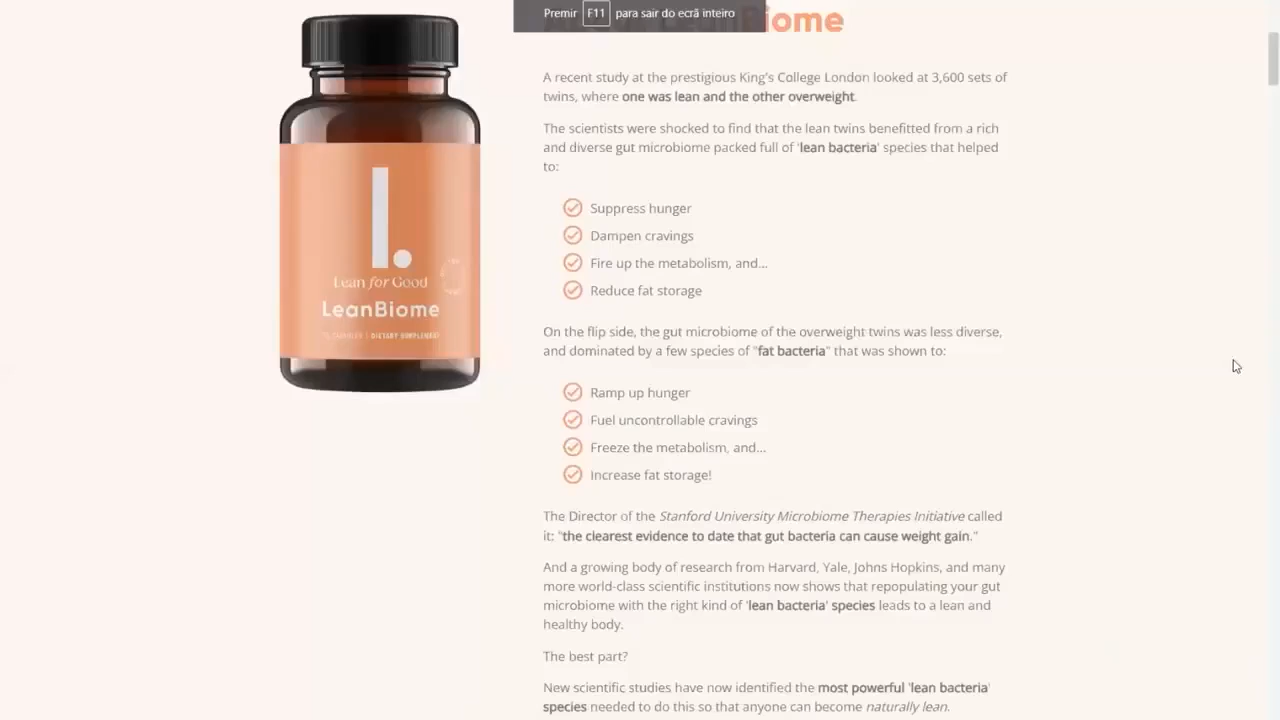 Premir F11 para sair do ecrã inteiro
iome
A recent study at the prestigious King's College London looked at 3,600 sets of
twins, where one was lean and the other overweight.
The scientists were shocked to find that the lean twins benefitted from a rich
and diverse gut microbiome packed full of 'lean bacteria' species that helped
to:
Suppress hunger
Dampen cravings
Fire up the metabolism, and...
Reduce fat storage
On the flip side, the gut microbiome of the overweight twins was less diverse,
and dominated by a few species of "fat bacteria" that was shown to:
Ramp up hunger
Fuel uncontrollable cravings
Freeze the metabolism, and...
Increase fat storage!
The Director of the Stanford University Microbiome Therapies Initiative called
it: "the clearest evidence to date that gut bacteria can cause weight gain."
And a growing body of research from Harvard, Yale, Johns Hopkins, and many
more world-class scientific institutions now shows that repopulating your gut
microbiome with the right kind of 'lean bacteria' species leads to a lean and
healthy body.
The best part?
New scientific studies have now identified the most powerful 'lean bacteria'
species needed to do this so that anyone can become naturally lean.
l.
Lean for Good
LeanBiome
DIETARY SUPPLEMENT